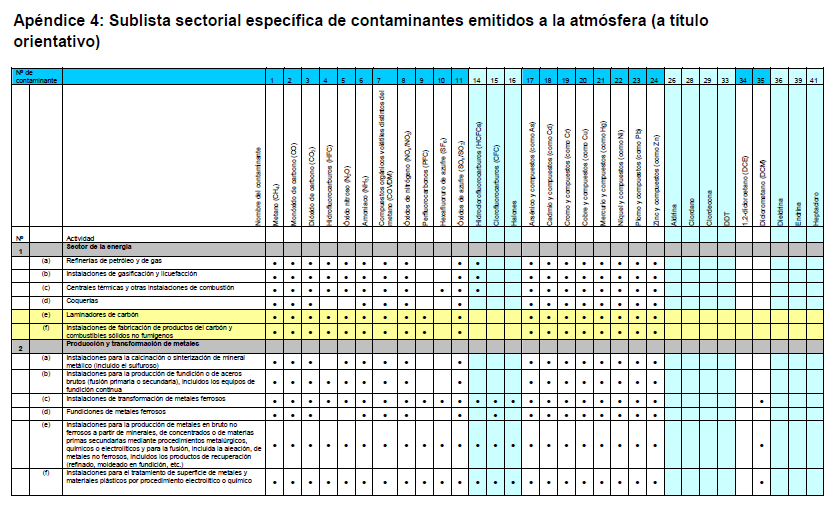 Apéndice 4: Sublista sectorial específica de contaminantes emitidos a la atmósfera (a título
orientativo)
Nº de
contaminante
1 2 3 4 5 6 7 8 9 10 11 14 15 16 17 18 19 20 21 22 23 24 26 28 29 33 34 35 36 39 41
Nombre del contaminante
Metano (CH₄)
Monóxido de carbono (CO)
Dióxido de carbono (CO₂)
Hidrofluorocarburos (HFC)
Óxido nitroso (N₂O)
Amoniaco (NH₃)
Compuestos orgánicos volátiles distintos del
metano (COVDM)
Óxidos de nitrógeno (NOₓ/NO₂)
Perfluorocarbonos (PFC)
Hexafluoruro de azufre (SF₆)
Óxidos de azufre (SOₓ/SO₂)
Hidroclorofluorocarburos (HCFCs)
Clorofluorocarburos (CFC)
Halones
Arsénico y compuestos (como As)
Cadmio y compuestos (como Cd)
Cromo y compuestos (como Cr)
Cobre y compuestos (como Cu)
Mercurio y compuestos (como Hg)
Níquel y compuestos (como Ni)
Plomo y compuestos (como Pb)
Zinc y compuestos (como Zn)
Aldrina
Clordano
Clordecona
DDT
1,2-dicloroetano (DCE)
Diclorometano (DCM)
Dieldrina
Endrina
Heptacloro
Nº Actividad
1 Sector de la energía
(a) Refinerías de petróleo y de gas • • • • • • • • • • • • • • • • • •
(b) Instalaciones de gasificación y licuefacción • • • • • • • • • • • • • • • • • •
(c) Centrales térmicas y otras instalaciones de combustión • • • • • • • • • • • • • • • • • • •
(d) Coquerías • • • • • • • • • • • • • • •
(e) Laminadores de carbón • • • • • • • • • • • • • • • • • •
(f) Instalaciones de fabricación de productos del carbón y
combustibles sólidos no fumígenos • • • • • • • • • • • • • • • • • •
2 Producción y transformación de metales
(a) Instalaciones para la calcinación o sinterización de mineral
metálico (incluido el sulfuroso) • • • • • • • • • • • • • • • •
(b) Instalaciones para la producción de fundición o de aceros
brutos (fusión primaria o secundaria), incluidos los equipos de
fundición continua • • • • • • • • • • • • • • • • •
(c) Instalaciones de transformación de metales ferrosos • • • • • • • • • • • • • • • • • • • • • • •
(d) Fundiciones de metales ferrosos • • • • • • • • • • • • • • • •
(e) Instalaciones para la producción de metales en bruto no
ferrosos a partir de minerales, de concentrados o de materias
primas secundarias mediante procedimientos metalúrgicos,
químicos o electrolíticos y para la fusión, incluida la aleación, de
metales no ferrosos, incluidos los productos de recuperación
(refinado, moldeado en fundición, etc.) • • • • • • • • • • • • • • • • • • • • • • •
(f) Instalaciones para el tratamiento de superficie de metales y
materiales plásticos por procedimiento electrolítico o químico • • • • • • • • • • • • • • • • • • • • • • •